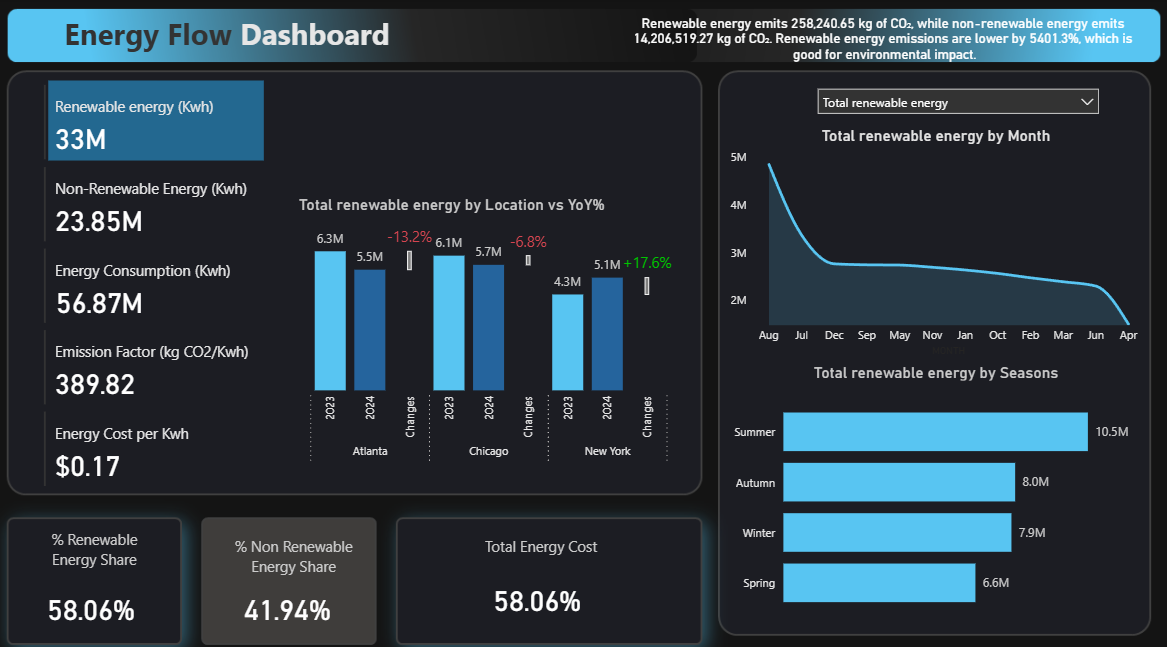 Energy Flow Dashboard
Renewable energy emits 258,240.65 kg of CO₂, while non-renewable energy emits
14,206,519.27 kg of CO₂. Renewable energy emissions are lower by 5401.3%, which is
good for environmental impact.
Renewable energy (Kwh)
33M
Non-Renewable Energy (Kwh)
23.85M
Energy Consumption (Kwh)
56.87M
Emission Factor (kg CO2/Kwh)
389.82
Energy Cost per Kwh
$0.17
Total renewable energy by Location vs YoY%
6.3M
5.5M
-13.2%
6.1M
5.7M
-6.8%
4.3M
5.1M
+17.6%
2023
2024
Changes
2023
2024
Changes
2023
2024
Changes
Atlanta
Chicago
New York
% Renewable
Energy Share
58.06%
% Non Renewable
Energy Share
41.94%
Total Energy Cost
58.06%
Total renewable energy
Total renewable energy by Month
5M
4M
3M
2M
Aug Jul Dec Sep May Nov Jan Oct Feb Mar Jun Apr
Total renewable energy by Seasons
Summer 10.5M
Autumn 8.0M
Winter 7.9M
Spring 6.6M